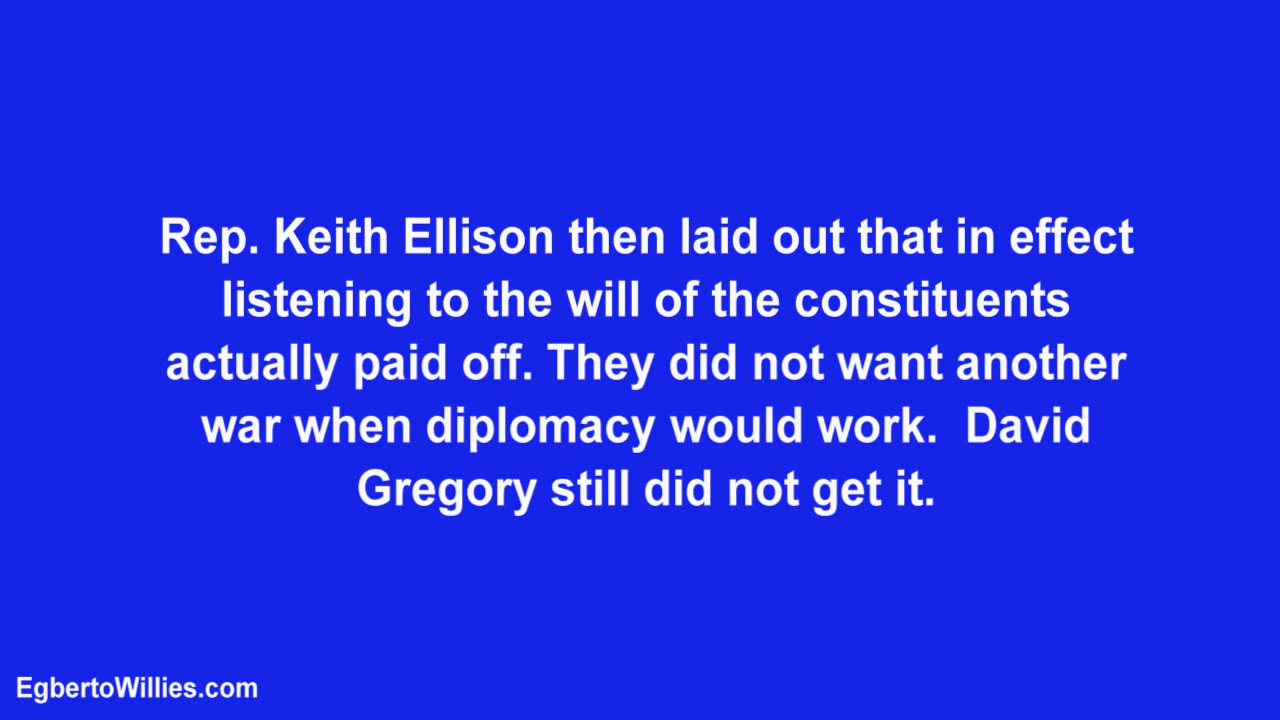 Rep. Keith Ellison then laid out that in effect
listening to the will of the constituents
actually paid off. They did not want another
war when diplomacy would work.  David
Gregory still did not get it.
EgbertoWillies.com